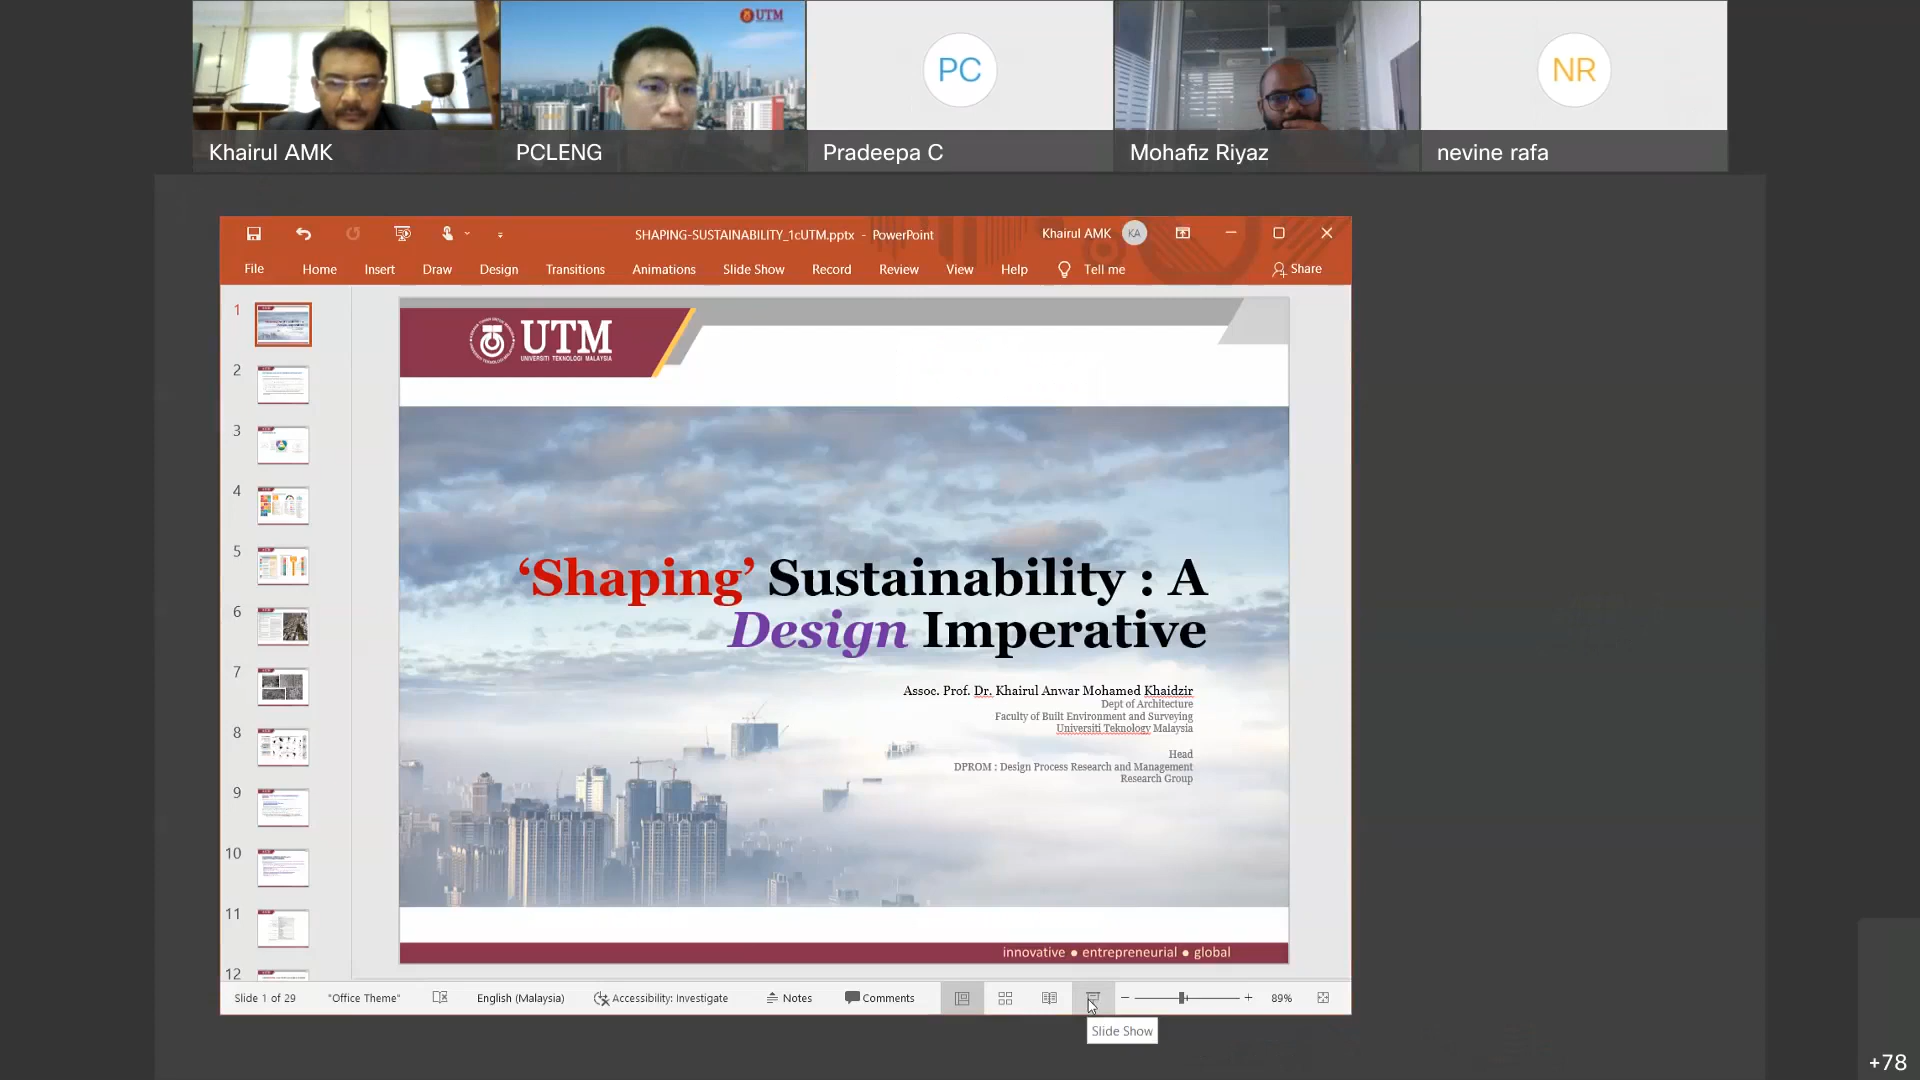 UTM
PC
NR
Khairul AMK
PCLENG
Pradeepa C
Mohafiz Riyaz
nevine rafa
SHAPING-SUSTAINABILITY_1cUTM.pptx - PowerPoint
Khairul AMK
KA
File Home Insert Draw Design Transitions Animations Slide Show Record Review View Help Tell me Share
1
2
3
4
5
6
7
8
9
10
11
12
UTM
UNIVERSITI TEKNOLOGI MALAYSIA
‘Shaping’ Sustainability : A
Design Imperative
Assoc. Prof. Dr. Khairul Anwar Mohamed Khaidzir
Dept of Architecture
Faculty of Built Environment and Surveying
Universiti Teknology Malaysia
Head
DPROM : Design Process Research and Management
Research Group
innovative ● entrepreneurial ● global
Slide 1 of 29 "Office Theme" English (Malaysia) Accessibility: Investigate Notes Comments 89%
Slide Show
+78